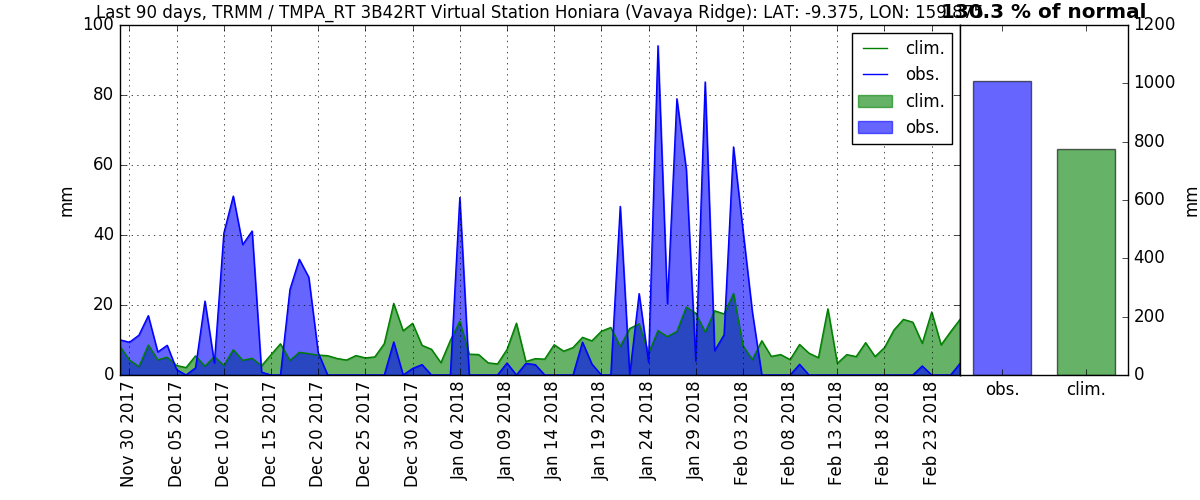 Last 90 days, TRMM / TMPA_RT 3B42RT Virtual Station Honiara (Vavaya Ridge): LAT: -9.375, LON:
130.3 % of normal
mm
100
80
60
40
20
0
clim.
obs.
clim.
obs.
1200
1000
800
600
400
200
0
mm
Nov 30 2017
Dec 05 2017
Dec 10 2017
Dec 15 2017
Dec 20 2017
Dec 25 2017
Dec 30 2017
Jan 04 2018
Jan 09 2018
Jan 14 2018
Jan 19 2018
Jan 24 2018
Jan 29 2018
Feb 03 2018
Feb 08 2018
Feb 13 2018
Feb 18 2018
Feb 23 2018
obs.
clim.